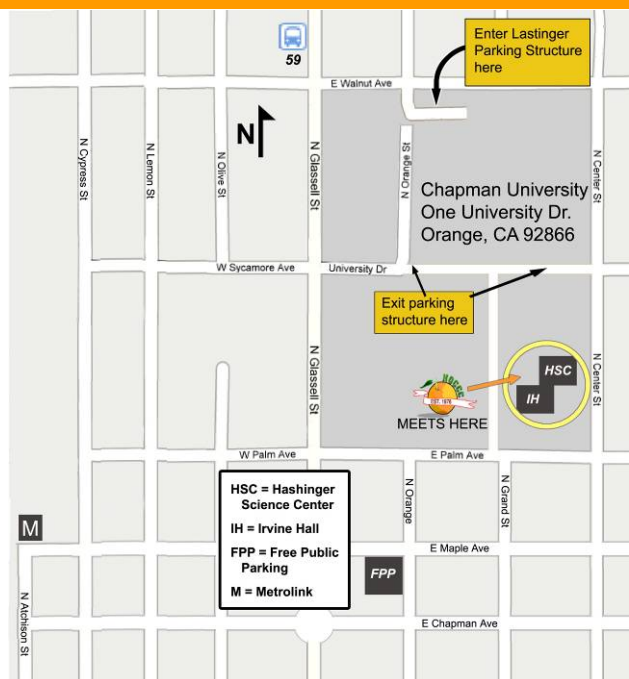 59
Enter Lastinger
Parking Structure
here
E Walnut Ave
N
N Cypress St
N Lemon St
N Olive St
N Glassell St
N Orange St
N Center St
Chapman University
One University Dr.
Orange, CA 92866
W Sycamore Ave
University Dr
Exit parking
structure here
N Glassell St
N Center St
HSC
IH
EST. 1976
MEETS HERE
W Palm Ave
E Palm Ave
HSC = Hashinger
Science Center
IH = Irvine Hall
FPP = Free Public
Parking
M = Metrolink
N Orange
N Grand St
M
E Maple Ave
FPP
N Atchison St
E Chapman Ave